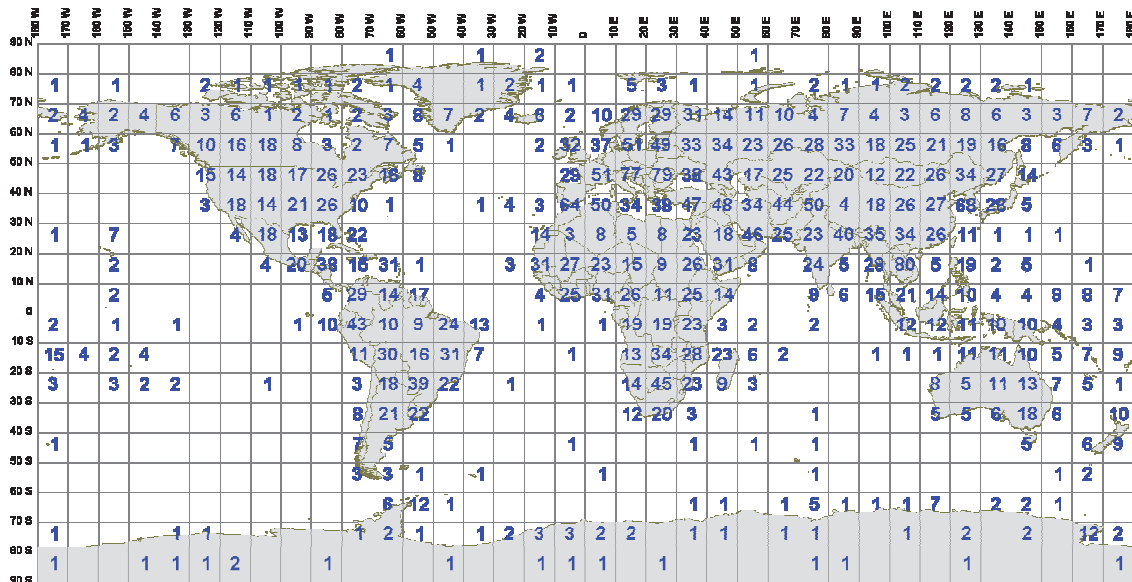 180 W 170 W 160 W 150 W 140 W 130 W 120 W 110 W 100 W 90 W 80 W 70 W 60 W 50 W 40 W 30 W 20 W 10 W 0 10 E 20 E 30 E 40 E 50 E 60 E 70 E 80 E 90 E 100 E 110 E 120 E 130 E 140 E 150 E 160 E 170 E 180 E
90 N
1 1 2 1
80 N
1 1 2 1 1 1 1 2 1 4 1 2 1 1 5 3 1 2 1 1 2 2 2 2 1
70 N
2 4 2 4 6 3 6 1 2 1 2 3 8 7 2 4 8 2 10 29 29 31 14 11 10 4 7 4 3 6 8 6 3 3 7 2
60 N
1 1 3 7 10 16 18 8 3 2 7 5 1 2 32 37 51 49 33 34 23 26 28 33 18 25 21 19 16 8 6 3 1
50 N
15 14 18 17 26 23 16 8 29 51 77 79 38 43 17 25 22 20 12 22 26 34 27 14
40 N
3 18 14 21 26 10 1 1 4 3 64 50 34 38 47 48 34 44 50 4 18 26 27 68 28 5
30 N
1 7 4 18 13 18 22 14 3 8 5 8 23 18 46 25 23 40 35 34 26 11 1 1 1
20 N
2 4 20 38 15 31 1 3 31 27 23 15 9 26 31 8 24 5 29 80 5 19 2 5 1
10 N
2 5 29 14 17 4 25 31 26 11 25 14 9 6 15 21 14 10 4 4 8 8 7
0
2 1 1 1 10 43 10 9 24 13 1 1 19 19 23 3 2 2 12 12 11 10 10 4 3 3
10 S
15 4 2 4 11 30 16 31 7 1 13 34 28 23 6 2 1 1 1 11 11 10 5 7 9
20 S
3 3 2 2 1 3 18 39 22 1 14 45 23 9 3 8 5 11 13 7 5 1
30 S
8 21 22 12 20 3 1 5 5 6 18 6 10
40 S
1 7 5 1 1 1 1 5 6 9
50 S
3 3 1 1 1 1 1 2
60 S
6 12 1 1 1 1 5 1 1 1 7 2 2 1
70 S
1 1 1 1 2 1 1 2 3 3 2 2 1 1 1 1 2 2 12 2
80 S
1 1 1 1 2 1 1 1 1 1 1 1 1 1
90 S